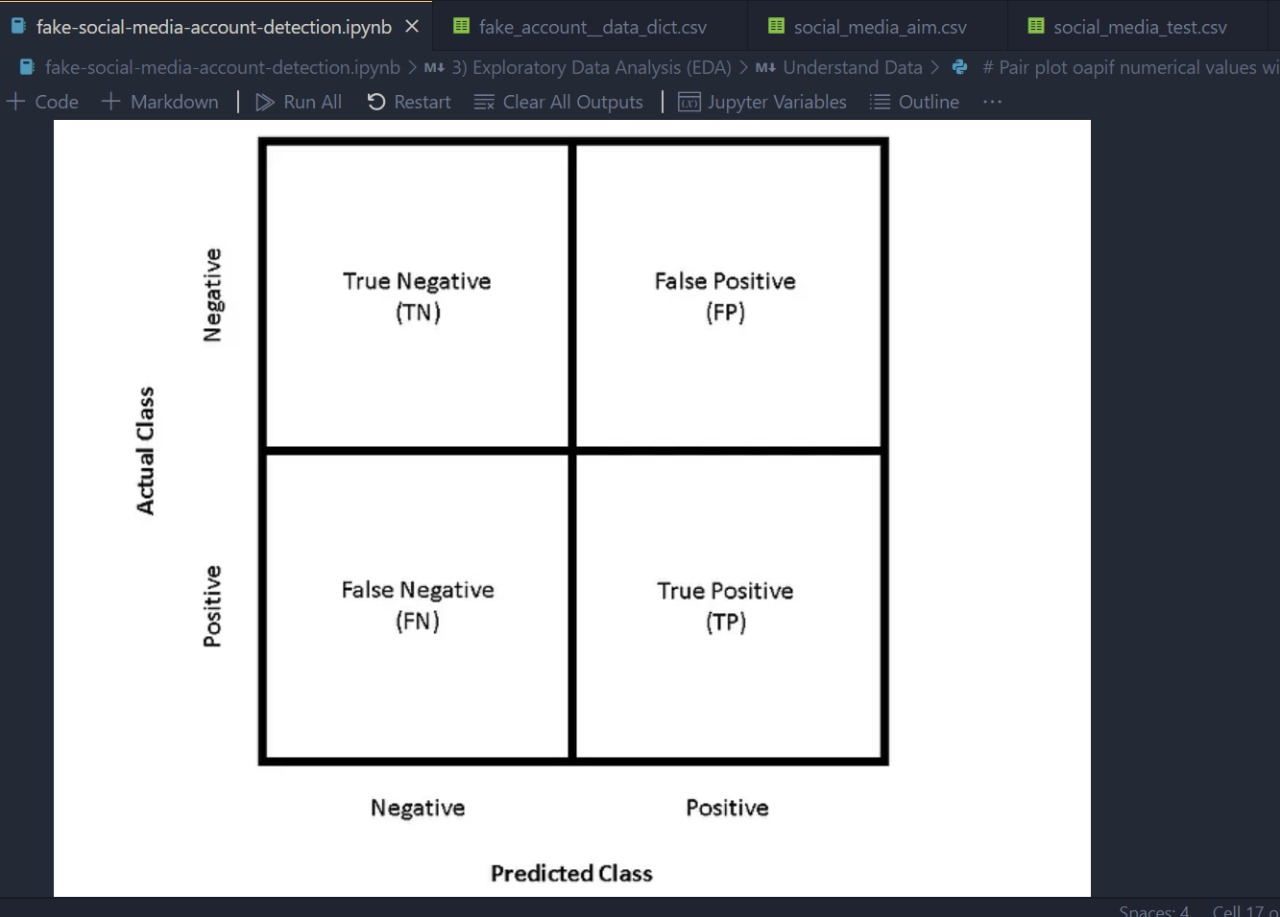 fake-social-media-account-detection.ipynb
fake_account__data_dict.csv
social_media_aim.csv
social_media_test.csv
fake-social-media-account-detection.ipynb > M↓ 3) Exploratory Data Analysis (EDA) > M↓ Understand Data > # Pair plot oapif numerical values wi
+ Code + Markdown | Run All Restart Clear All Outputs | Jupyter Variables Outline ···
Negative
True Negative
(TN)
False Positive
(FP)
Actual Class
Positive
False Negative
(FN)
True Positive
(TP)
Negative
Positive
Predicted Class
Spaces: 4 Cell 17 o